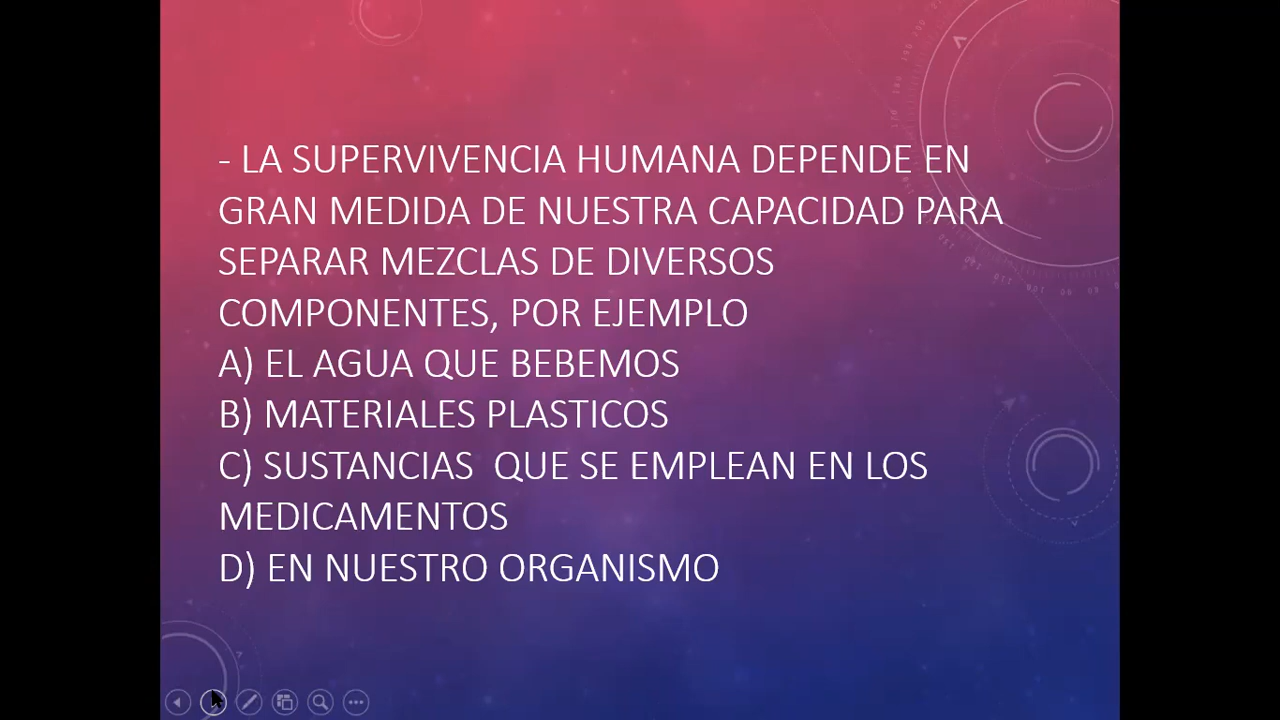 - LA SUPERVIVENCIA HUMANA DEPENDE EN
GRAN MEDIDA DE NUESTRA CAPACIDAD PARA
SEPARAR MEZCLAS DE DIVERSOS
COMPONENTES, POR EJEMPLO
A) EL AGUA QUE BEBEMOS
B) MATERIALES PLASTICOS
C) SUSTANCIAS  QUE SE EMPLEAN EN LOS
MEDICAMENTOS
D) EN NUESTRO ORGANISMO